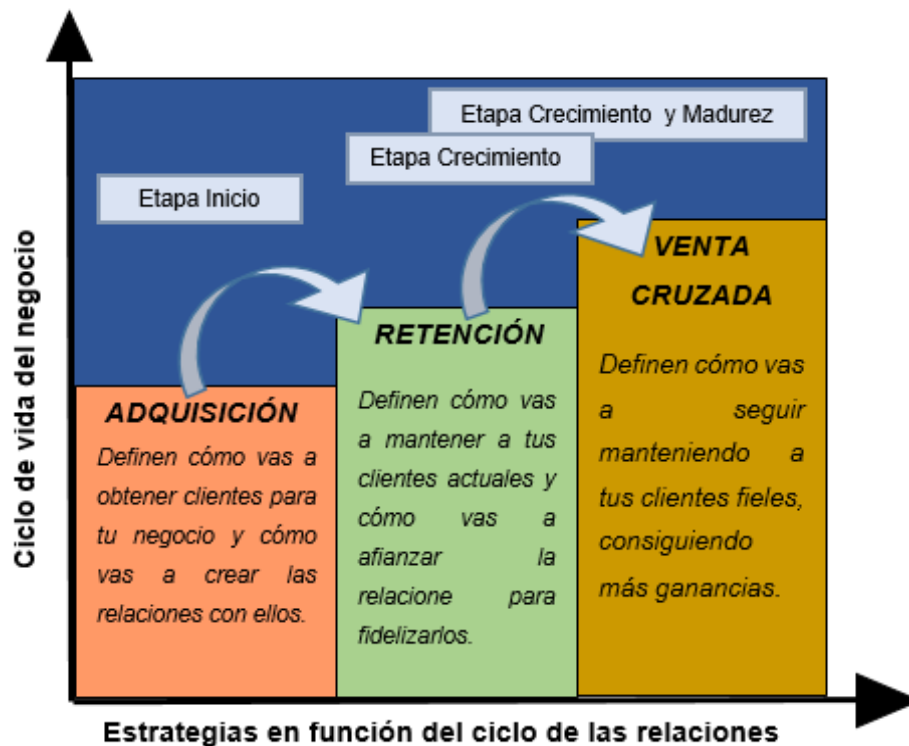 Etapa Crecimiento y Madurez
Etapa Crecimiento
Etapa Inicio
Ciclo de vida del negocio
ADQUISICIÓN
Definen cómo vas a
obtener clientes para
tu negocio y cómo
vas a crear las
relaciones con ellos.
RETENCIÓN
Definen cómo vas
a mantener a tus
clientes actuales y
cómo vas a
afianzar la
relacione para
fidelizarlos.
VENTA
CRUZADA
Definen cómo vas
a seguir
manteniendo a
tus clientes fieles,
consiguiendo
más ganancias.
Estrategias en función del ciclo de las relaciones